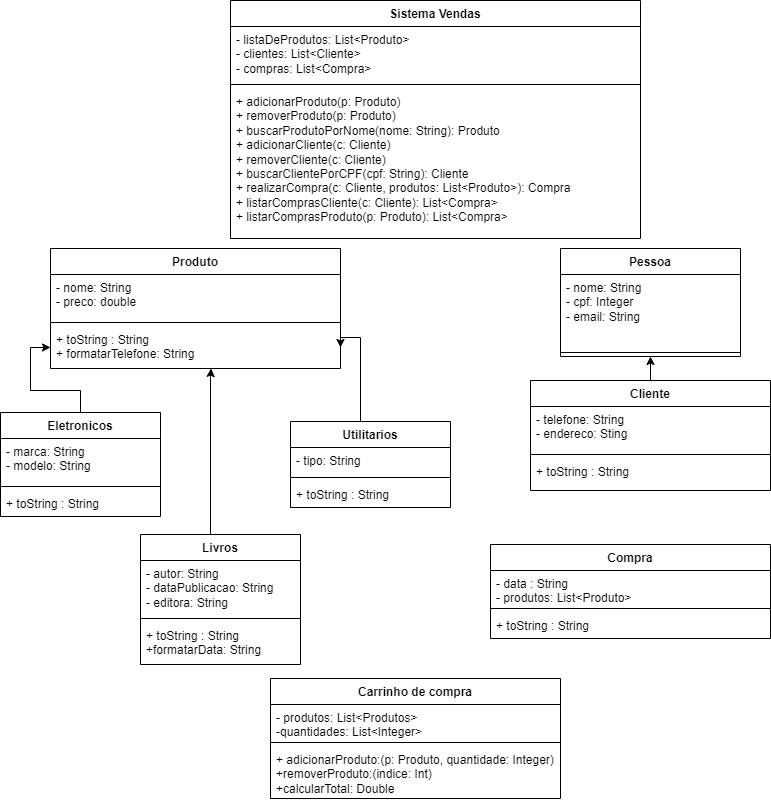 Sistema Vendas
- listaDeProdutos: List<Produto>
- clientes: List<Cliente>
- compras: List<Compra>
+ adicionarProduto(p: Produto)
+ removerProduto(p: Produto)
+ buscarProdutoPorNome(nome: String): Produto
+ adicionarCliente(c: Cliente)
+ removerCliente(c: Cliente)
+ buscarClientePorCPF(cpf: String): Cliente
+ realizarCompra(c: Cliente, produtos: List<Produto>): Compra
+ listarComprasCliente(c: Cliente): List<Compra>
+ listarComprasProduto(p: Produto): List<Compra>
Produto
- nome: String
- preco: double
+ toString : String
+ formatarTelefone: String
Pessoa
- nome: String
- cpf: Integer
- email: String
Eletronicos
- marca: String
- modelo: String
+ toString : String
Utilitarios
- tipo: String
+ toString : String
Cliente
- telefone: String
- endereco: Sting
+ toString : String
Livros
- autor: String
- dataPublicacao: String
- editora: String
+ toString : String
+formatarData: String
Compra
- data : String
- produtos: List<Produto>
+ toString : String
Carrinho de compra
- produtos: List<Produtos>
-quantidades: List<Integer>
+ adicionarProduto:(p: Produto, quantidade: Integer)
+removerProduto:(indice: Int)
+calcularTotal: Double